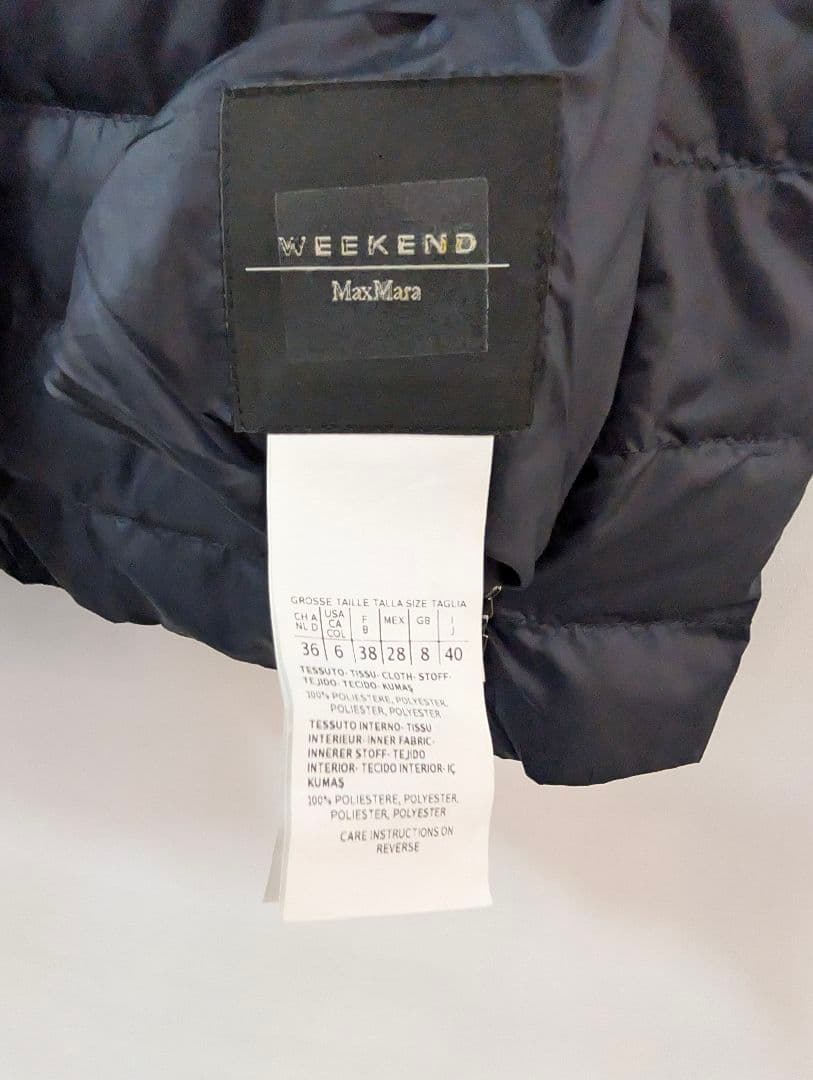 WEEKEND
MaxMara
GRÖSSE TAILLE TALLA SIZE TAGLIA
CH A NL D USA CA COL F B MEX GB I J
36 6 38 28 8 40
TESSUTO- TISSU- CLOTH- STOFF-
TEJIDO- TECIDO- KUMAŞ
100% POLIESTERE, POLYESTER,
POLIESTER, POLYESTER
TESSUTO INTERNO- TISSU
INTERIEUR- INNER FABRIC-
INNERER STOFF- TEJIDO
INTERIOR- TECIDO INTERIOR- IÇ
KUMAŞ
100% POLIESTERE, POLYESTER,
POLIESTER, POLYESTER
CARE INSTRUCTIONS ON
REVERSE